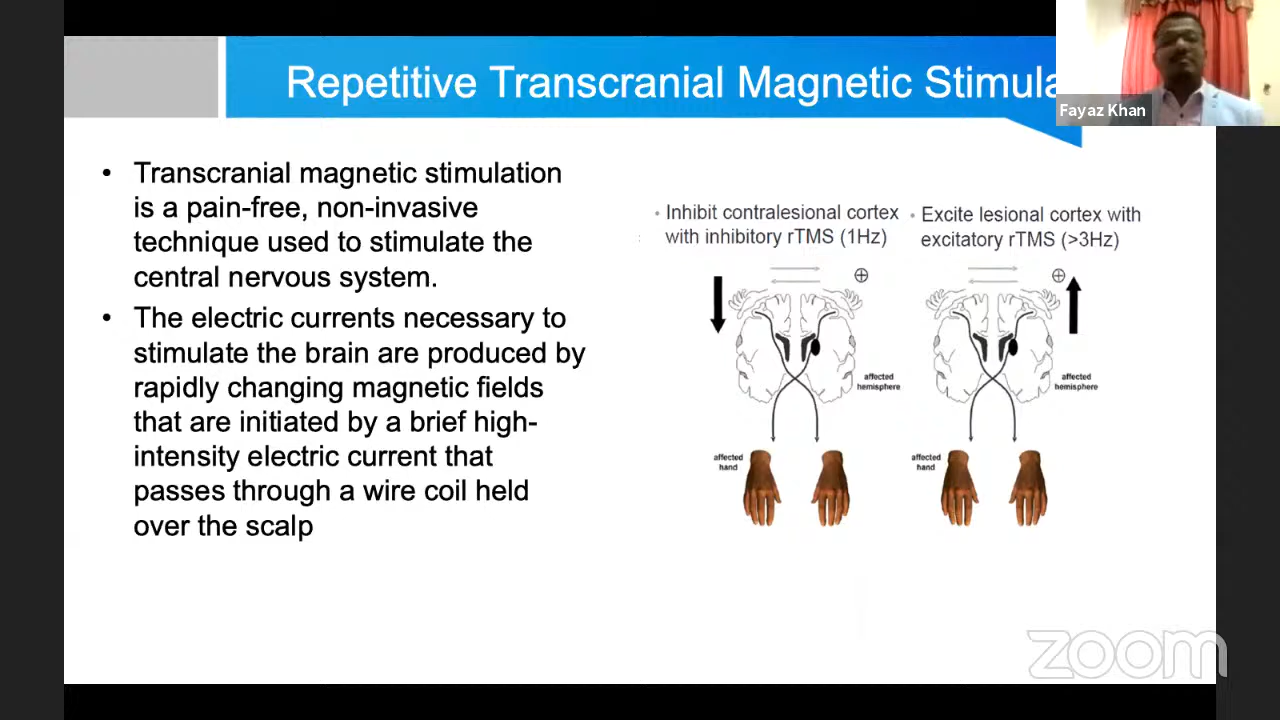 Repetitive Transcranial Magnetic Stimula
Fayaz Khan
• Transcranial magnetic stimulation
is a pain-free, non-invasive
technique used to stimulate the
central nervous system.
• The electric currents necessary to
stimulate the brain are produced by
rapidly changing magnetic fields
that are initiated by a brief high-
intensity electric current that
passes through a wire coil held
over the scalp
• Inhibit contralesional cortex
with inhibitory rTMS (1Hz)
affected
hemisphere
affected
hand
• Excite lesional cortex with
excitatory rTMS (>3Hz)
affected
hemisphere
affected
hand
zoom